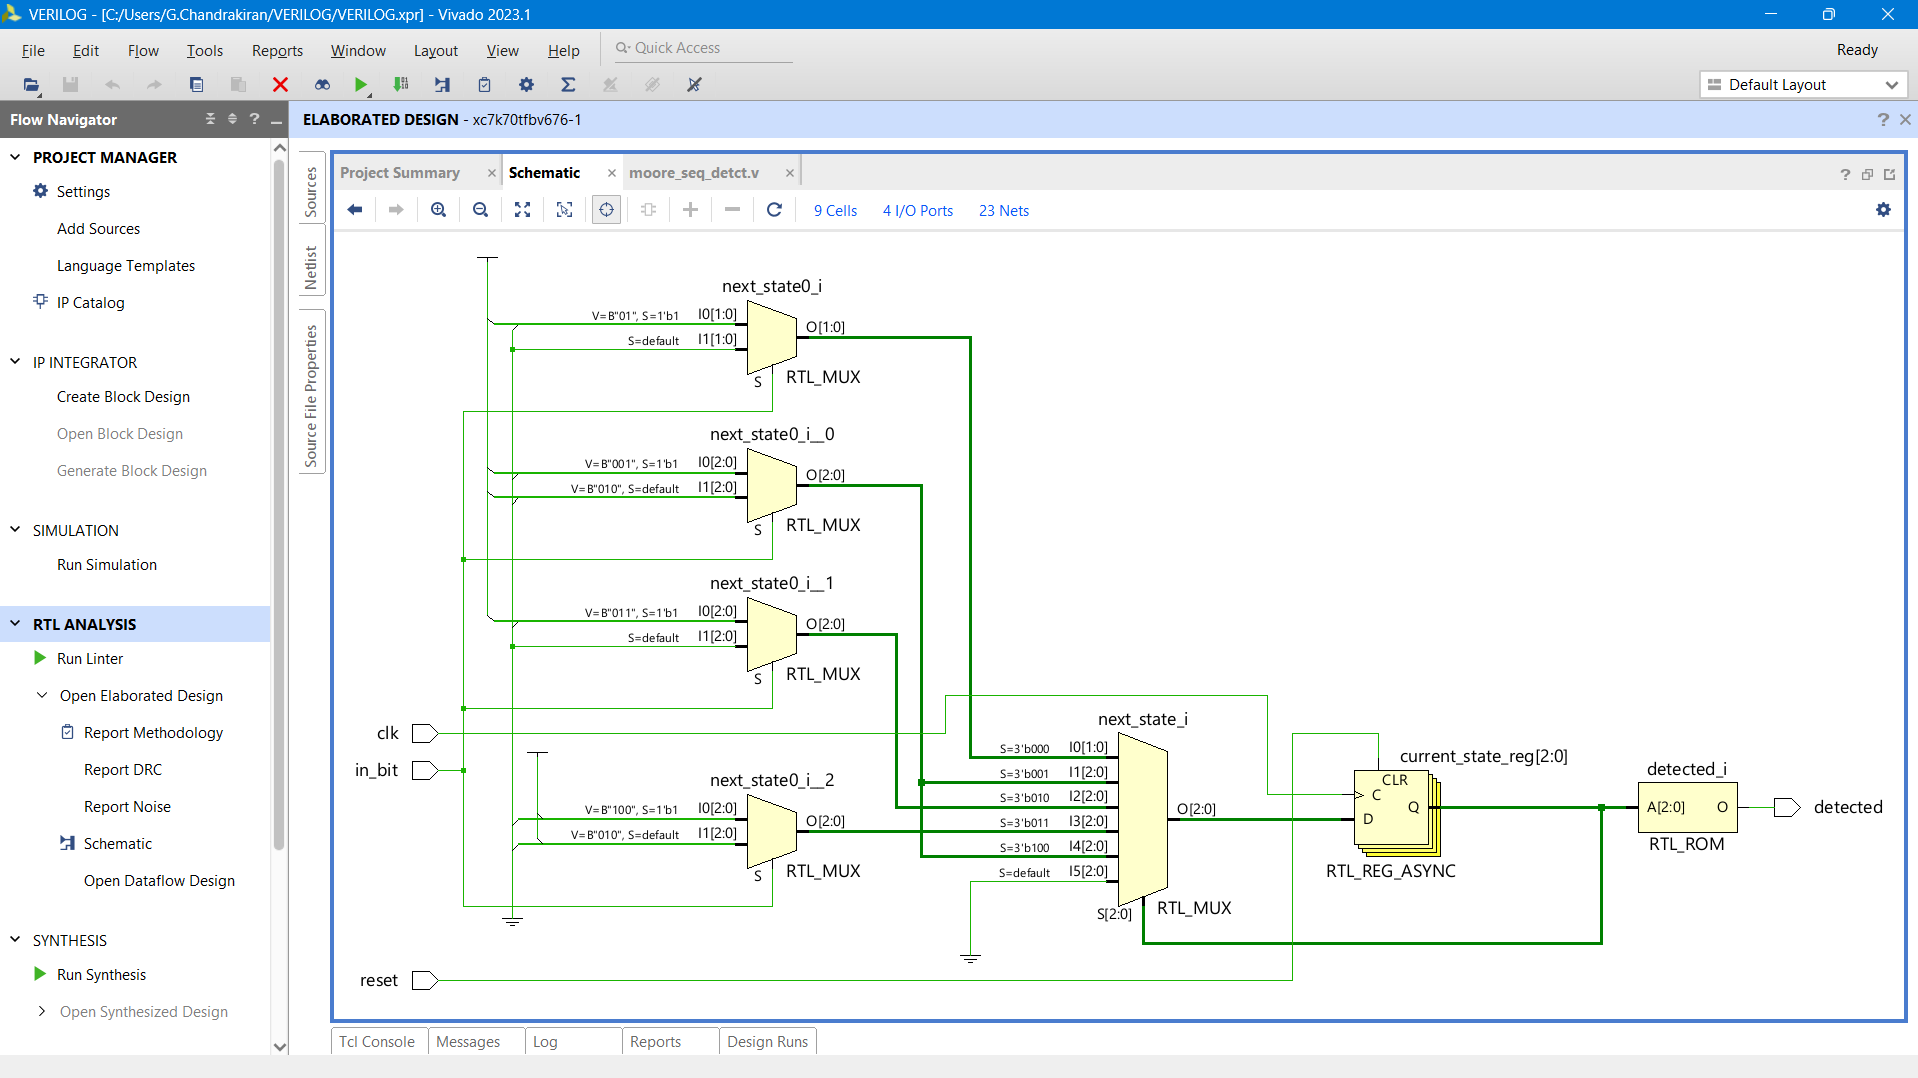 VERILOG - [C:/Users/G.Chandrakiran/VERILOG/VERILOG.xpr] - Vivado 2023.1
File Edit Flow Tools Reports Window Layout View Help Quick Access
Ready
Default Layout
Flow Navigator
PROJECT MANAGER
Settings
Add Sources
Language Templates
IP Catalog
IP INTEGRATOR
Create Block Design
Open Block Design
Generate Block Design
SIMULATION
Run Simulation
RTL ANALYSIS
Run Linter
Open Elaborated Design
Report Methodology
Report DRC
Report Noise
Schematic
Open Dataflow Design
SYNTHESIS
Run Synthesis
Open Synthesized Design
ELABORATED DESIGN - xc7k70tfbv676-1
Sources
Netlist
Source File Properties
Project Summary
Schematic
moore_seq_detct.v
9 Cells 4 I/O Ports 23 Nets
next_state0_i
V=B"01", S=1'b1 I0[1:0]
S=default I1[1:0]
O[1:0]
S
RTL_MUX
next_state0_i__0
V=B"001", S=1'b1 I0[2:0]
V=B"010", S=default I1[2:0]
O[2:0]
S
RTL_MUX
next_state0_i__1
V=B"011", S=1'b1 I0[2:0]
S=default I1[2:0]
O[2:0]
S
RTL_MUX
clk
in_bit
next_state0_i__2
V=B"100", S=1'b1 I0[2:0]
V=B"010", S=default I1[2:0]
O[2:0]
S
RTL_MUX
next_state_i
S=3'b000 I0[1:0]
S=3'b001 I1[2:0]
S=3'b010 I2[2:0]
S=3'b011 I3[2:0]
S=3'b100 I4[2:0]
S=default I5[2:0]
O[2:0]
S[2:0]
RTL_MUX
current_state_reg[2:0]
CLR
C
Q
D
RTL_REG_ASYNC
detected_i
A[2:0] O
RTL_ROM
detected
reset
Tcl Console
Messages
Log
Reports
Design Runs